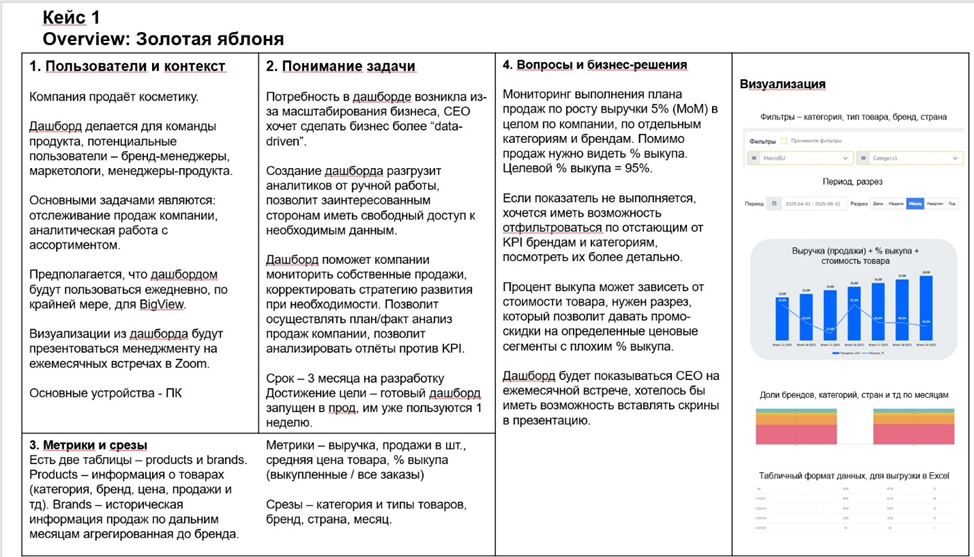 Кейс 1
Overview: Золотая яблоня
1. Пользователи и контекст
Компания продаёт косметику.
Дашборд делается для команды
продукта, потенциальные
пользователи – бренд-менеджеры,
маркетологи, менеджеры-продукта.
Основными задачами являются:
отслеживание продаж компании,
аналитическая работа с
ассортиментом.
Предполагается, что дашбордом
будут пользоваться ежедневно, по
крайней мере, для BigView.
Визуализации из дашборда будут
презентоваться менеджменту на
ежемесячных встречах в Zoom.
Основные устройства - ПК
2. Понимание задачи
Потребность в дашборде возникла из-
за масштабирования бизнеса, CEO
хочет сделать бизнес более “data-
driven”.
Создание дашборда разгрузит
аналитиков от ручной работы,
позволит заинтересованным
сторонам иметь свободный доступ к
необходимым данным.
Дашборд поможет компании
мониторить собственные продажи,
корректировать стратегию развития
при необходимости. Позволит
осуществлять план/факт анализ
продаж компании, позволит
анализировать отлёты против KPI.
Срок – 3 месяца на разработку
Достижение цели – готовый дашборд
запущен в прод, им уже пользуются 1
неделю.
3. Метрики и срезы
Есть две таблицы – products и brands.
Products – информация о товарах
(категория, бренд, цена, продажи и
тд). Brands – историческая
информация продаж по дальним
месяцам агрегированная до бренда.
Метрики – выручка, продажи в шт.,
средняя цена товара, % выкупа
(выкупленные / все заказы)
Срезы – категория и типы товаров,
бренд, страна, месяц.
4. Вопросы и бизнес-решения
Мониторинг выполнения плана
продаж по росту выручки 5% (MoM) в
целом по компании, по отдельным
категориям и брендам. Помимо
продаж нужно видеть % выкупа.
Целевой % выкупа = 95%.
Если показатель не выполняется,
хочется иметь возможность
отфильтроваться по отстающим от
KPI брендам и категориям,
посмотреть их более детально.
Процент выкупа может зависеть от
стоимости товара, нужен разрез,
который позволит давать промо-
скидки на определенные ценовые
сегменты с плохим % выкупа.
Дашборд будет показываться CEO на
ежемесячной встрече, хотелось бы
иметь возможность вставлять скрины
в презентацию.
Визуализация
Фильтры – категория, тип товара, бренд, страна
Фильтры Примените фильтры
MacroBU Category1
Период, разрез
Период 2025-04-01 - 2025-05-31 Разрез День Неделя Месяц Квартал Год
Выручка (продажи) + % выкупа +
стоимость товара
Доли брендов, категорий, стран и тд по месяцам
Табличный формат данных, для выгрузки в Excel